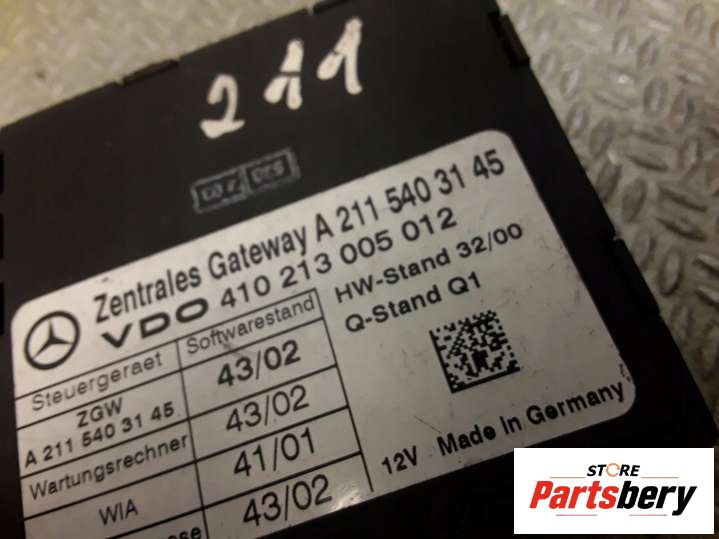 211
Zentrales Gateway A 211 540 31 45
VDO 410 213 005 012
HW-Stand 32/00
Q-Stand Q1
Steuergeraet Softwarestand
ZGW 43/02
A 211 540 31 45 43/02
Wartungsrechner 41/01
WIA 43/02
12V Made in Germany
STORE
Partsbery